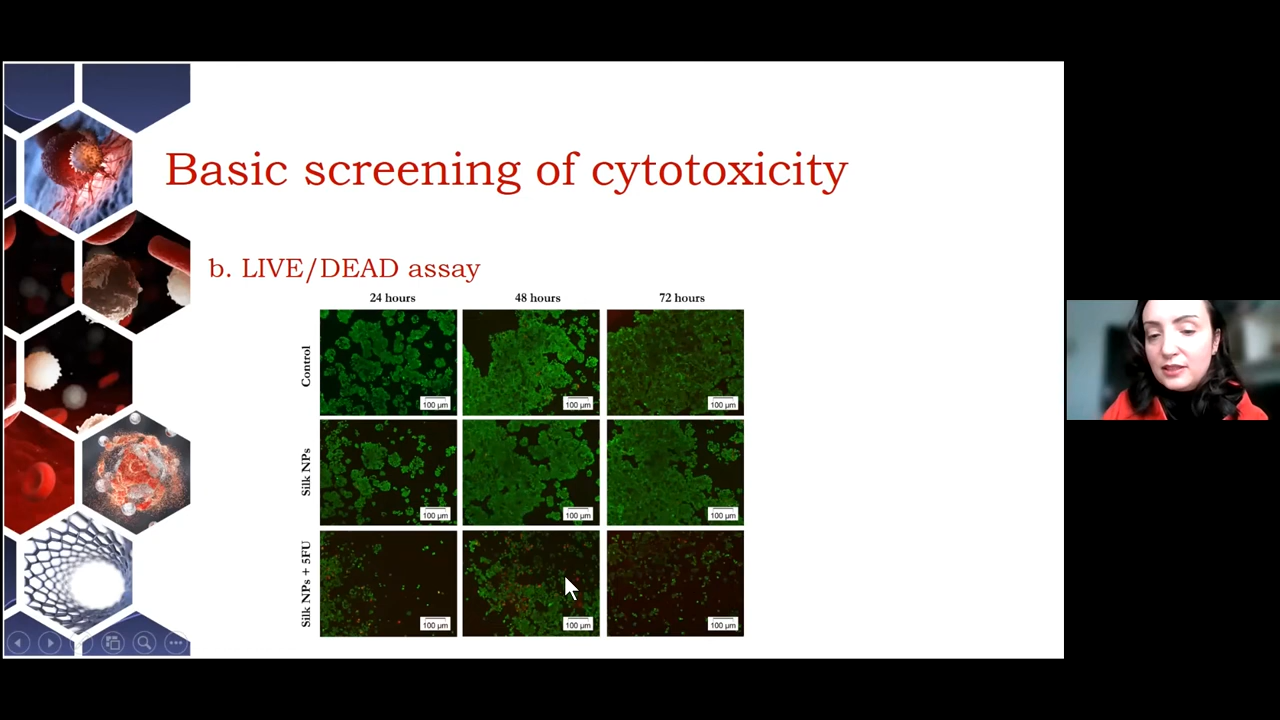 Basic screening of cytotoxicity
b. LIVE/DEAD assay
24 hours 48 hours 72 hours
Control
100 µm 100 µm 100 µm
Silk NPs
100 µm 100 µm 100 µm
Silk NPs + 5FU
100 µm 100 µm 100 µm